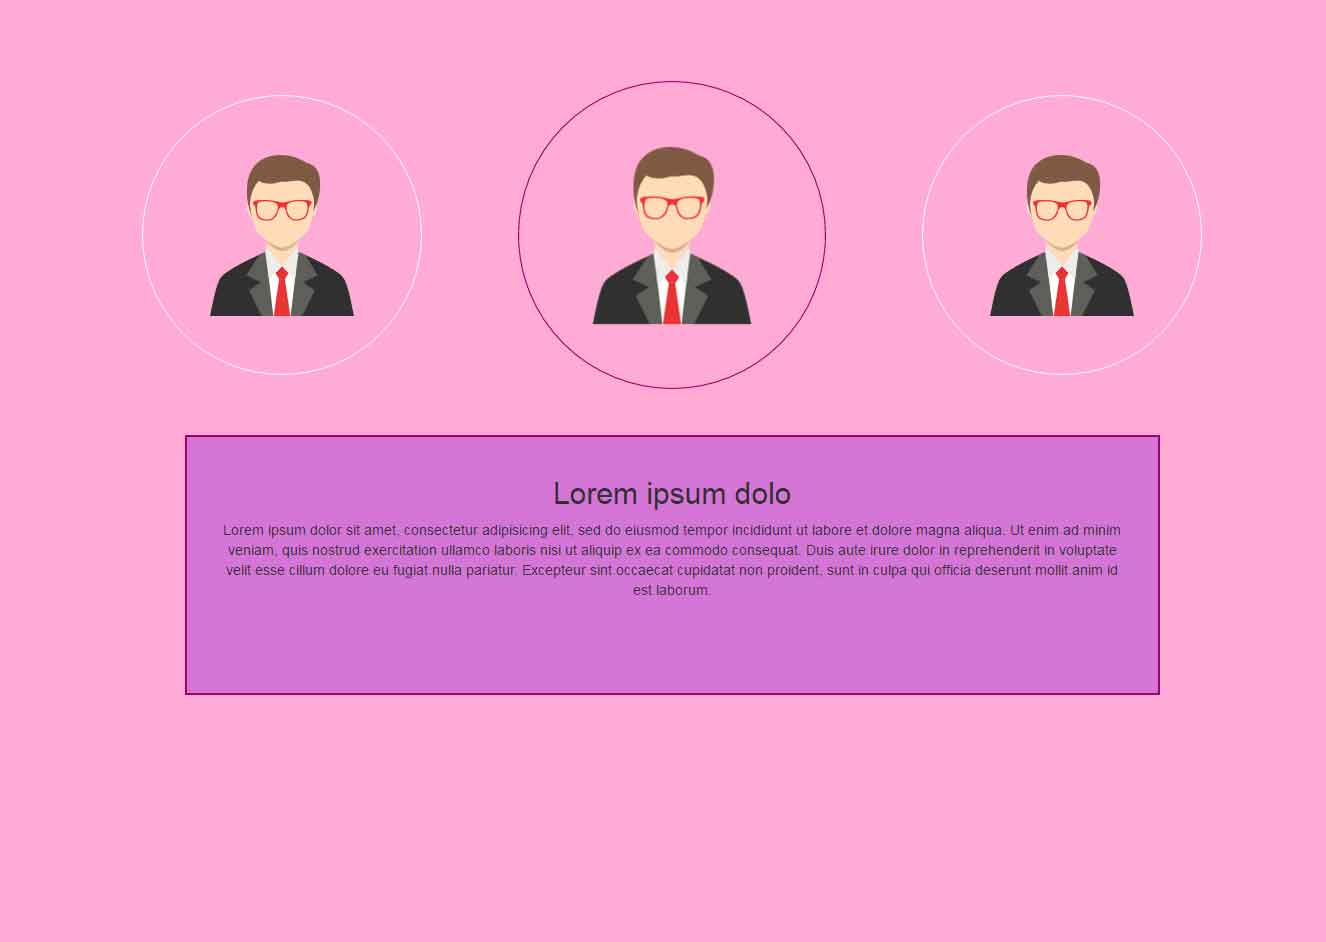 Lorem ipsum dolo
Lorem ipsum dolor sit amet, consectetur adipisicing elit, sed do eiusmod tempor incididunt ut labore et dolore magna aliqua. Ut enim ad minim
veniam, quis nostrud exercitation ullamco laboris nisi ut aliquip ex ea commodo consequat. Duis aute irure dolor in reprehenderit in voluptate
velit esse cillum dolore eu fugiat nulla pariatur. Excepteur sint occaecat cupidatat non proident, sunt in culpa qui officia deserunt mollit anim id
est laborum.